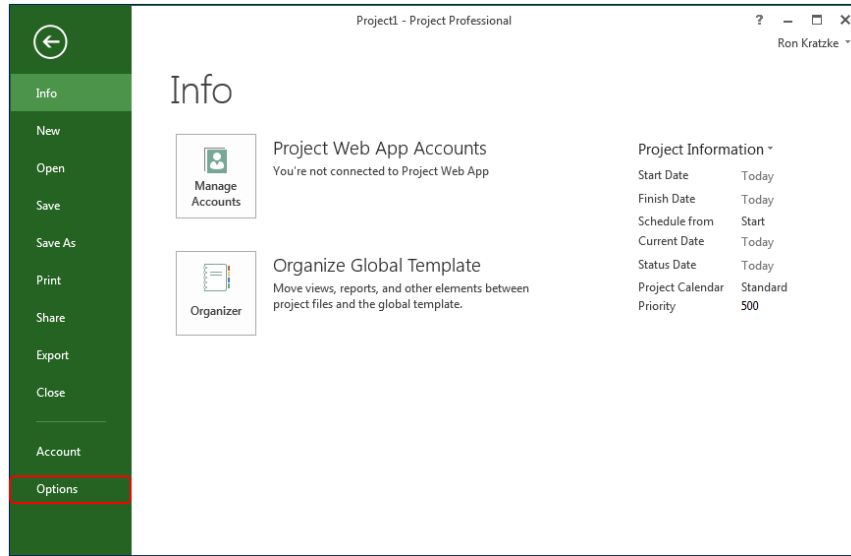 Project1 - Project Professional
?
Ron Kratzke
Info
New
Open
Save
Save As
Print
Share
Export
Close
Account
Options
Info
Manage
Accounts
Project Web App Accounts
You're not connected to Project Web App
Organizer
Organize Global Template
Move views, reports, and other elements between
project files and the global template.
Project Information
Start Date Today
Finish Date Today
Schedule from Start
Current Date Today
Status Date Today
Project Calendar Standard
Priority 500